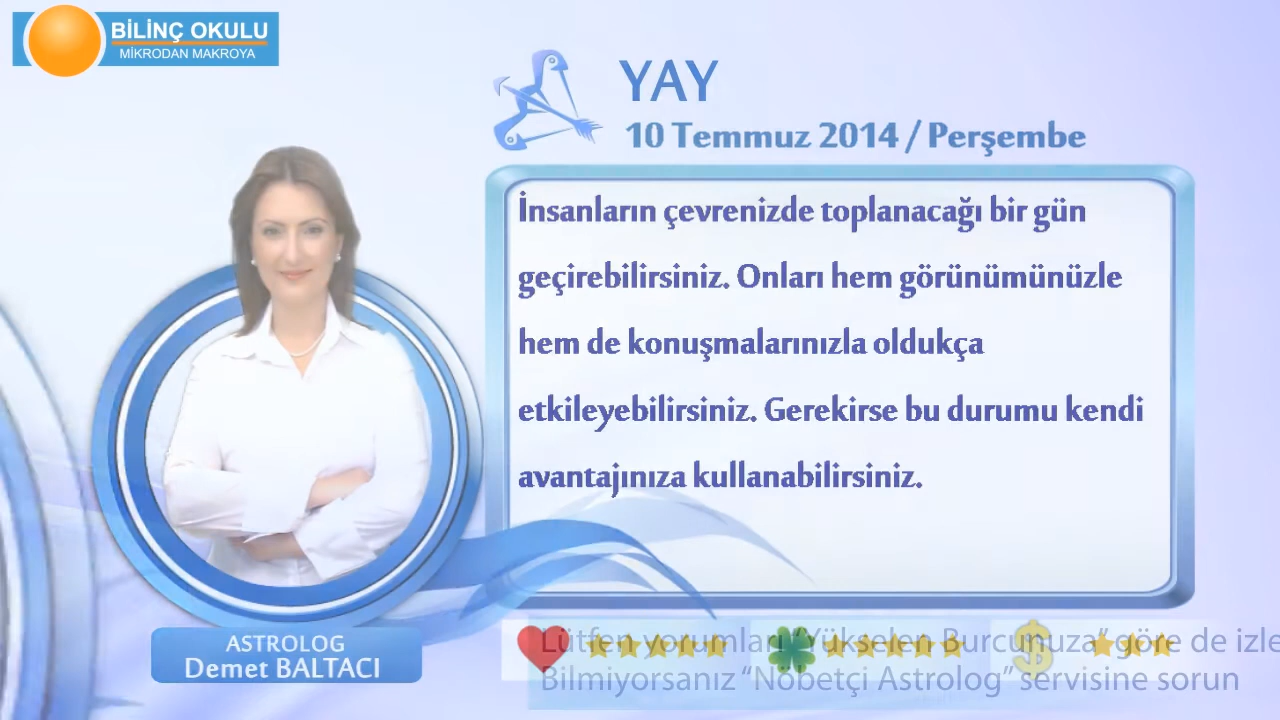 BİLİNÇ OKULU
MİKRODAN MAKROYA
YAY
10 Temmuz 2014 / Perşembe
İnsanların çevrenizde toplanacağı bir gün
geçirebilirsiniz. Onları hem görünümünüzle
hem de konuşmalarınızla oldukça
etkileyebilirsiniz. Gerekirse bu durumu kendi
avantajınıza kullanabilirsiniz.
ASTROLOG
Demet BALTACI
Lütfen yorumları "Yükselen Burcunuza" göre de izle
Bilmiyorsanız "Nöbetçi Astrolog" servisine sorun